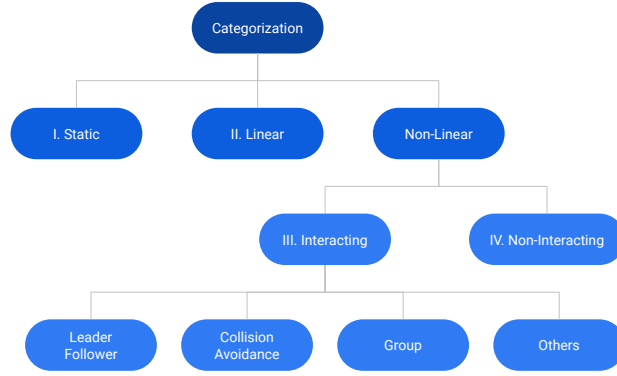 Categorization
I. Static
II. Linear
Non-Linear
III. Interacting
IV. Non-Interacting
Leader
Follower
Collision
Avoidance
Group
Others